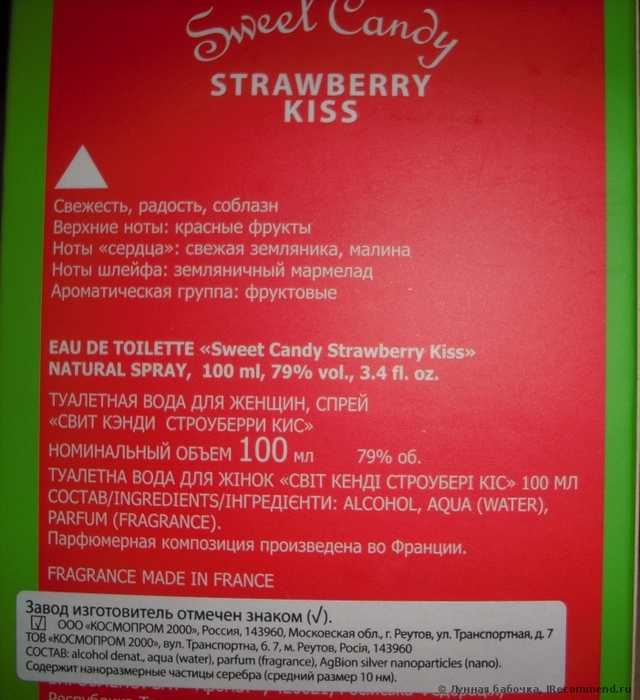 Sweet Candy
STRAWBERRY
KISS
Свежесть, радость, соблазн
Верхние ноты: красные фрукты
Ноты «сердца»: свежая земляника, малина
Ноты шлейфа: земляничный мармелад
Ароматическая группа: фруктовые
EAU DE TOILETTE «Sweet Candy Strawberry Kiss»
NATURAL SPRAY, 100 ml, 79% vol., 3.4 fl. oz.
ТУАЛЕТНАЯ ВОДА ДЛЯ ЖЕНЩИН, СПРЕЙ
«СВИТ КЭНДИ СТРОУБЕРРИ КИС»
НОМИНАЛЬНЫЙ ОБЪЕМ 100 мл 79% об.
ТУАЛЕТНА ВОДА ДЛЯ ЖІНОК «СВІТ КЕНДІ СТРОУБЕРІ КІС» 100 МЛ
СОСТАВ/INGREDIENTS/ІНГРЕДІЄНТИ: ALCOHOL, AQUA (WATER),
PARFUM (FRAGRANCE).
Парфюмерная композиция произведена во Франции.
FRAGRANCE MADE IN FRANCE
Завод изготовитель отмечен знаком (√).
√ ООО «КОСМОПРОМ 2000», Россия, 143960, Московская обл., г. Реутов, ул. Транспортная, д. 7
ТОВ «КОСМОПРОМ 2000», вул. Транспортна, б. 7, м. Реутов, Росія, 143960
СОСТАВ: alcohol denat., aqua (water), parfum (fragrance), AgBion silver nanoparticles (nano).
Содержит наноразмерные частицы серебра (средний размер 10 нм).
© Лунная бабочка, IRecommend.ru